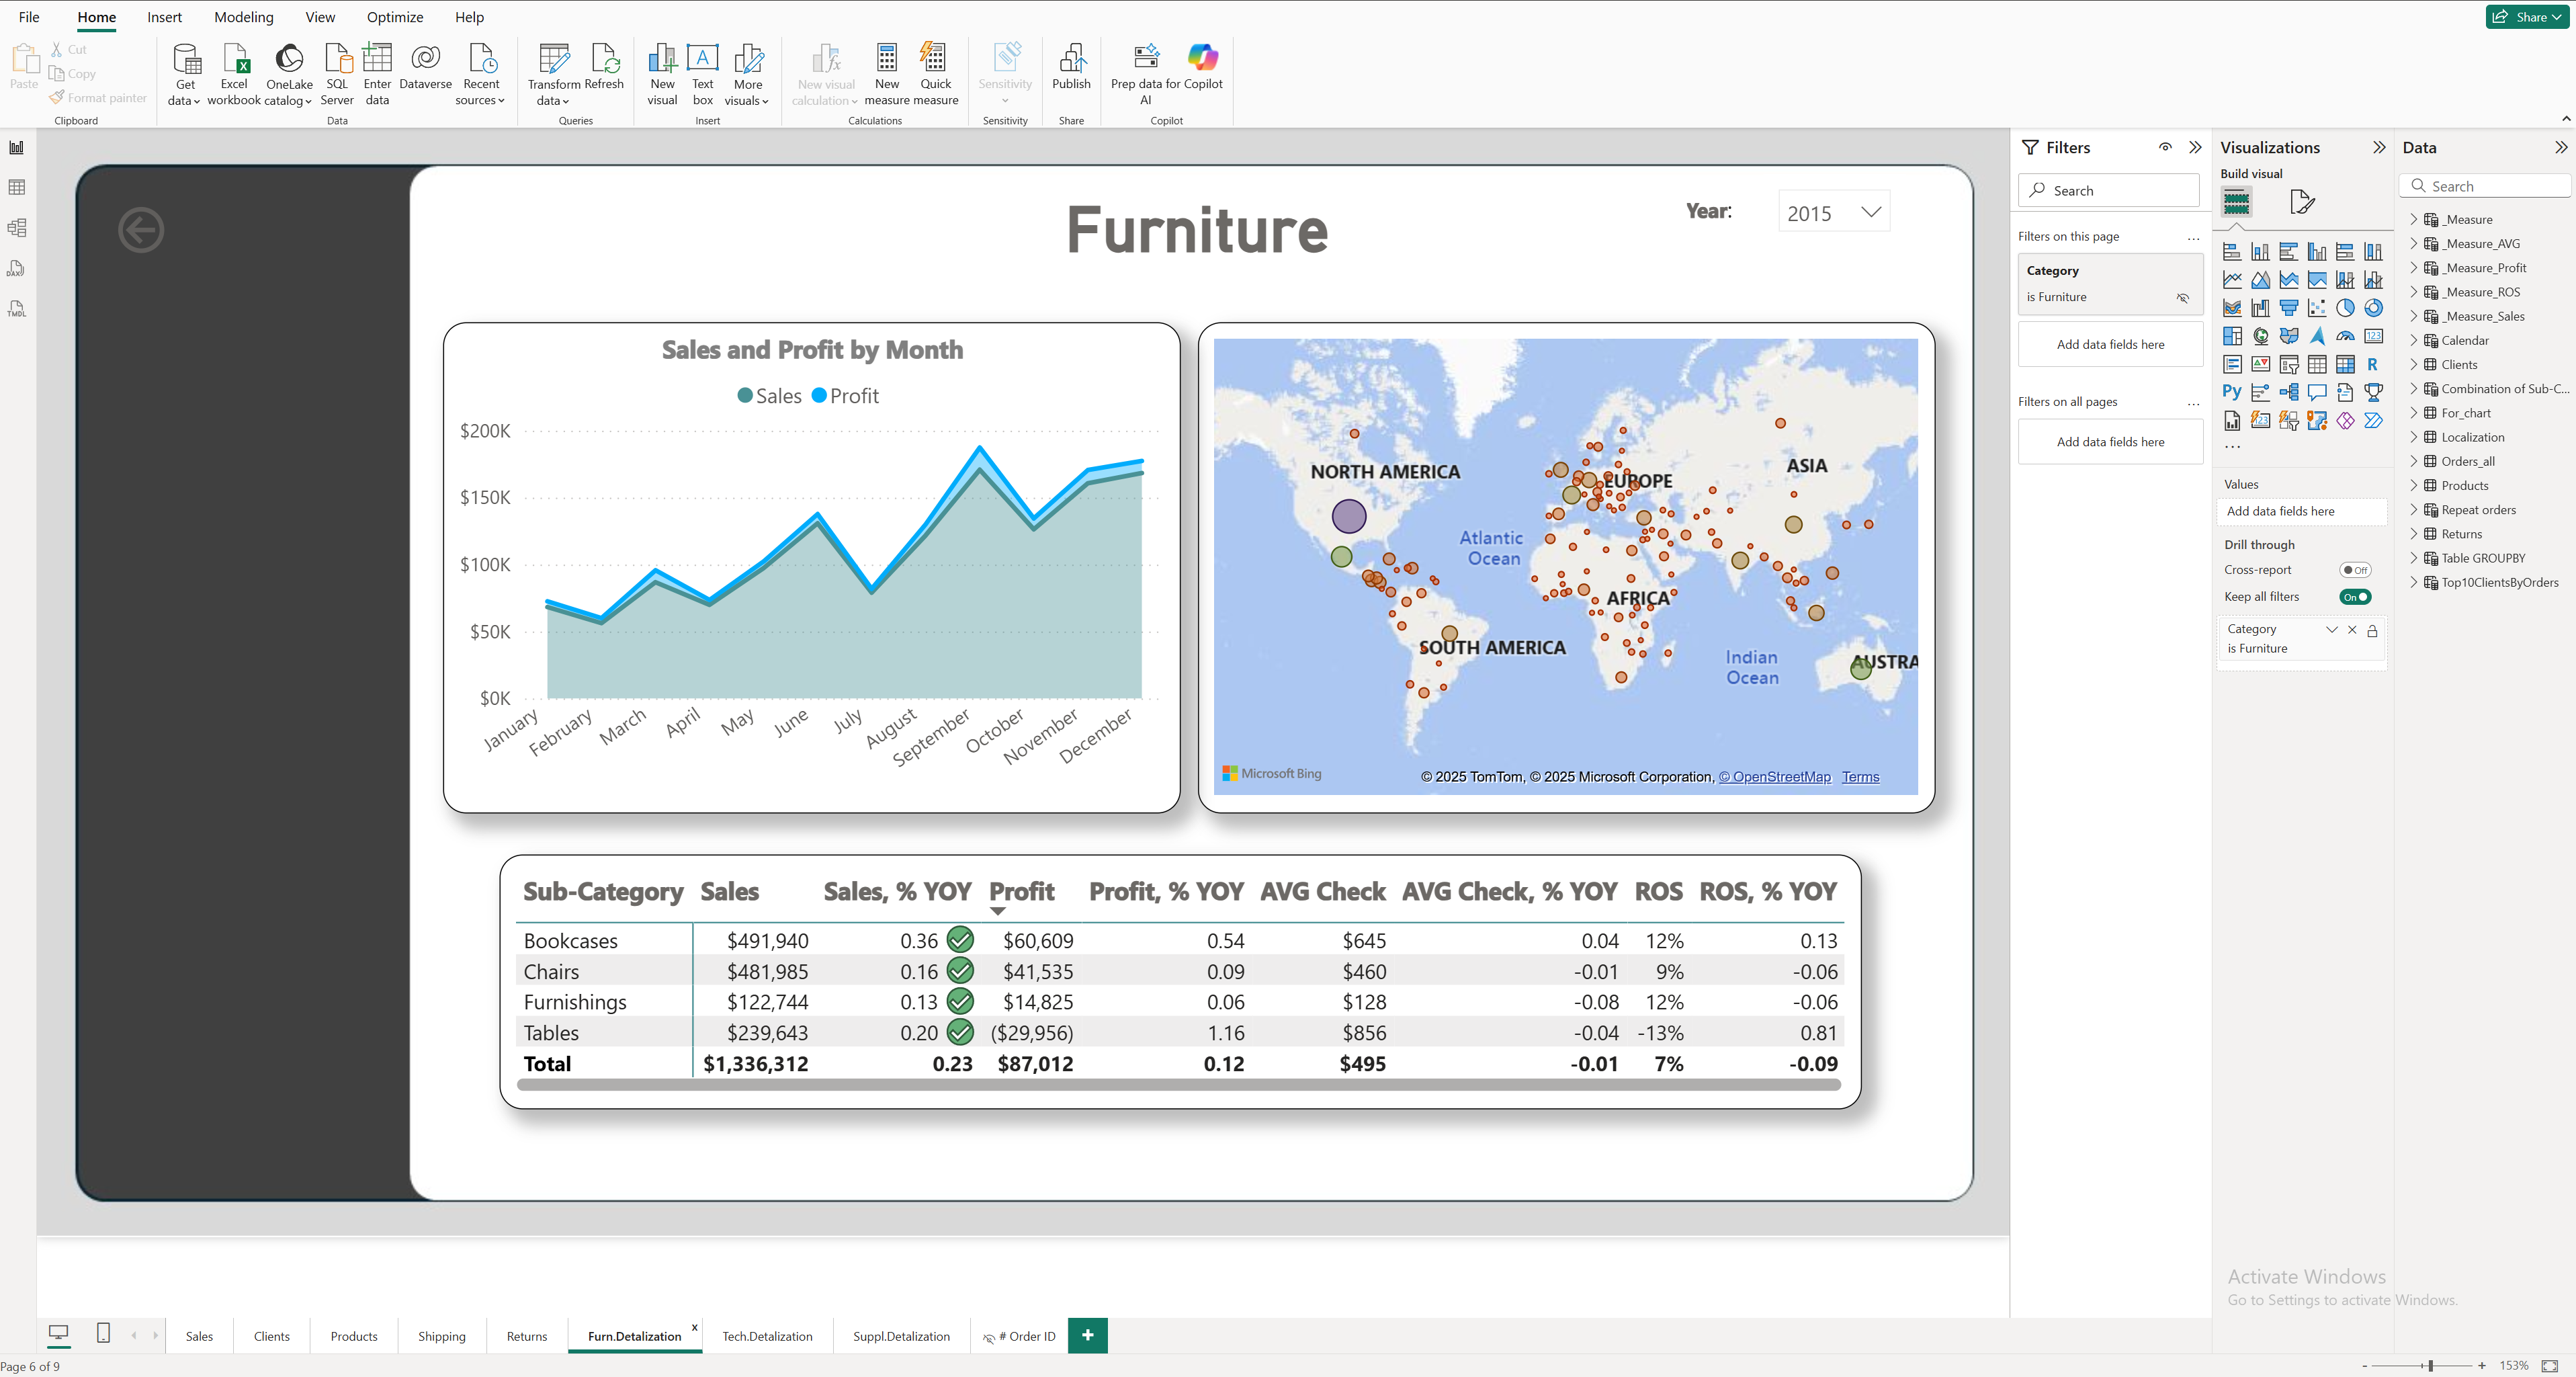 File Home Insert Modeling View Optimize Help Share
Paste Cut Copy Format painter
Clipboard
Get data Excel workbook OneLake catalog SQL Server Enter data Dataverse Recent sources
Data
Transform data Refresh
Queries
New visual Text box More visuals
Insert
New visual calculation New measure Quick measure
Calculations
Sensitivity
Sensitivity
Publish
Share
Prep data for AI Copilot
Copilot
DAX
TMDL
Furniture
Year: 2015
Sales and Profit by Month
Sales Profit
$200K
$150K
$100K
$50K
$0K
January February March April May June July August September October November December
NORTH AMERICA
EUROPE
ASIA
Atlantic
Ocean
AFRICA
SOUTH AMERICA
Indian
Ocean
AUSTRA
Microsoft Bing
© 2025 TomTom, © 2025 Microsoft Corporation, © OpenStreetMap Terms
Sub-Category Sales Sales, % YOY Profit Profit, % YOY AVG Check AVG Check, % YOY ROS ROS, % YOY
Bookcases $491,940 0.36 $60,609 0.54 $645 0.04 12% 0.13
Chairs $481,985 0.16 $41,535 0.09 $460 -0.01 9% -0.06
Furnishings $122,744 0.13 $14,825 0.06 $128 -0.08 12% -0.06
Tables $239,643 0.20 ($29,956) 1.16 $856 -0.04 -13% 0.81
Total $1,336,312 0.23 $87,012 0.12 $495 -0.01 7% -0.09
Filters
Search
Filters on this page ...
Category
is Furniture
Add data fields here
Filters on all pages ...
Add data fields here
Visualizations
Build visual
123
R
Py
123
...
Values
Add data fields here
Drill through
Cross-report Off
Keep all filters On
Category
is Furniture
Data
Search
_Measure
_Measure_AVG
_Measure_Profit
_Measure_ROS
_Measure_Sales
Calendar
Clients
Combination of Sub-C...
For_chart
Localization
Orders_all
Products
Repeat orders
Returns
Table GROUPBY
Top10ClientsByOrders
Activate Windows
Go to Settings to activate Windows.
Sales Clients Products Shipping Returns Furn.Detalization x Tech.Detalization Suppl.Detalization # Order ID +
Page 6 of 9
- + 153%